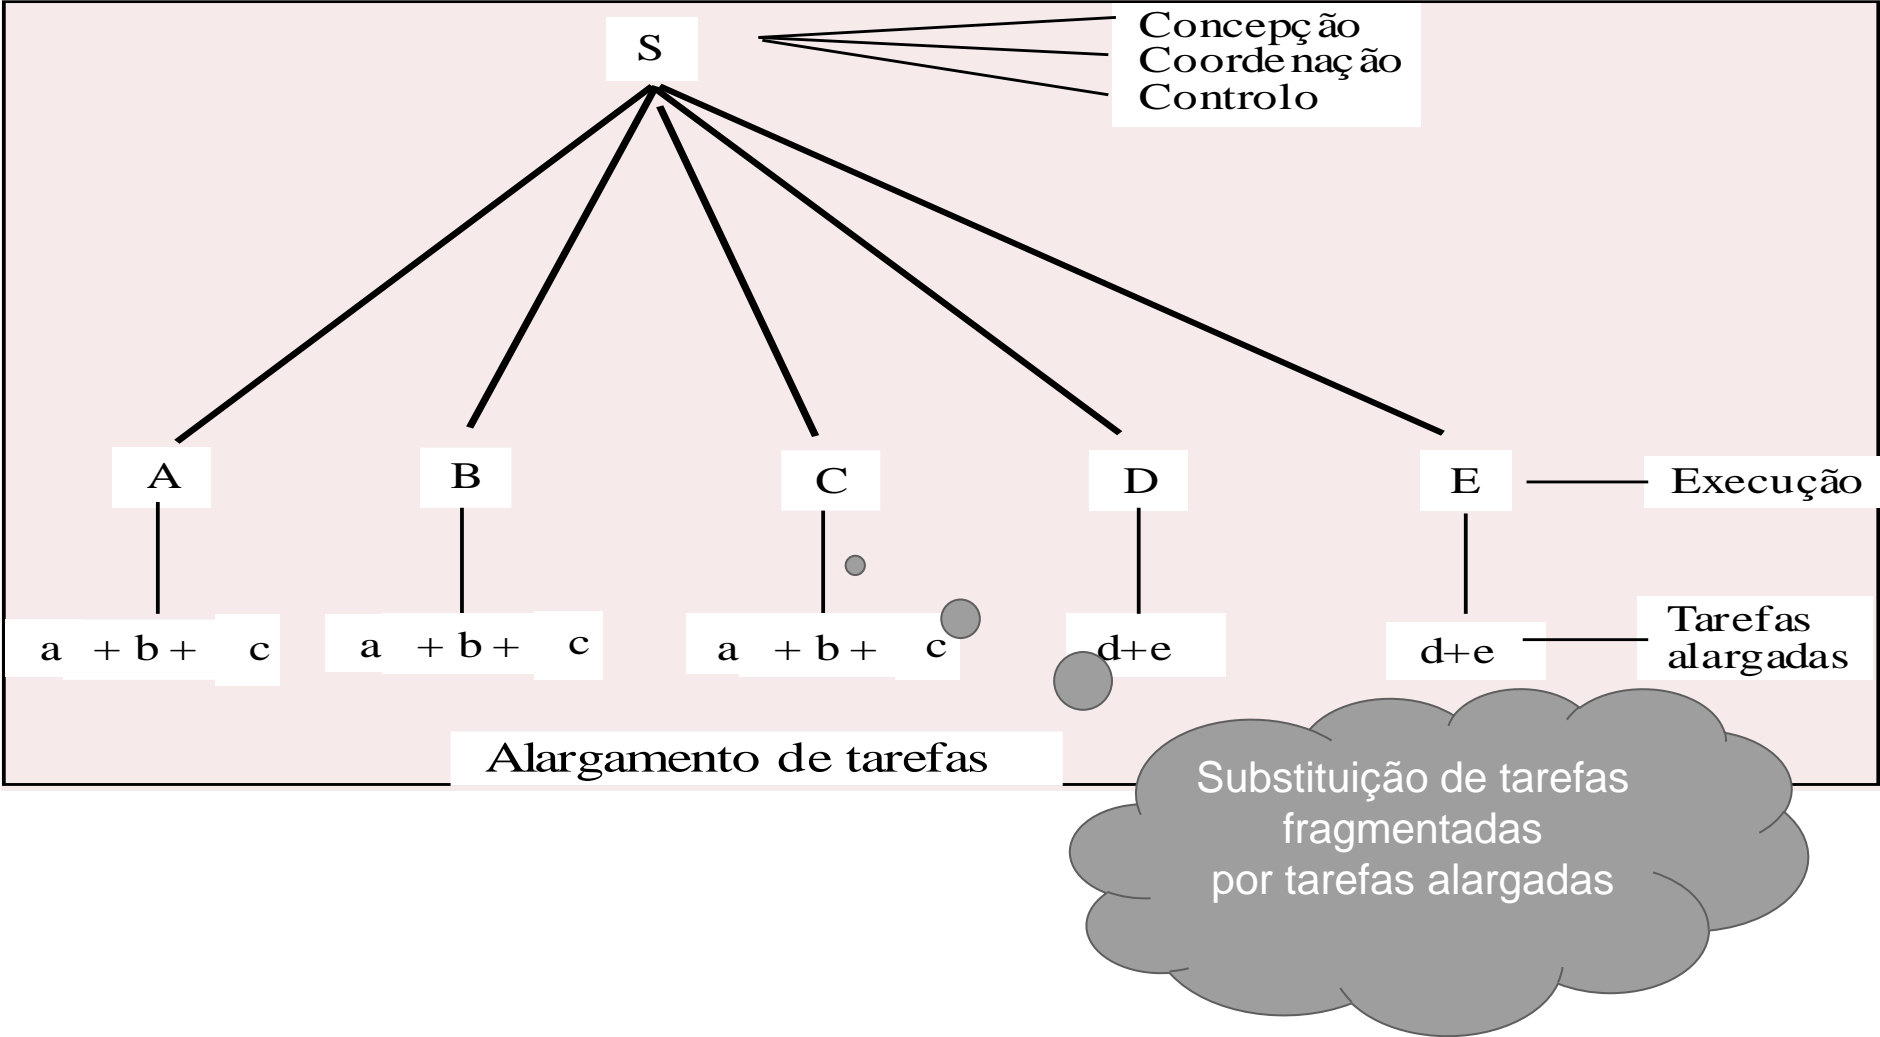 S
Concepção
Coordenação
Controlo
A B C D E Execução
a + b + c a + b + c a + b + c d+e d+e
Tarefas
alargadas
Alargamento de tarefas
Substituição de tarefas
fragmentadas
por tarefas alargadas